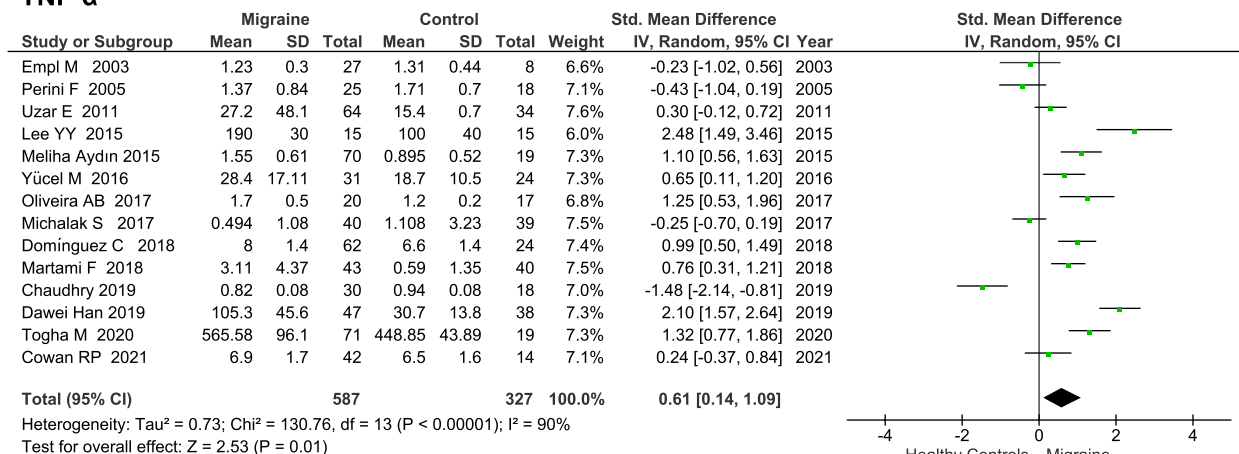 Migraine Control Std. Mean Difference Std. Mean Difference
Study or Subgroup Mean SD Total Mean SD Total Weight IV, Random, 95% CI Year IV, Random, 95% CI
Empl M 2003 1.23 0.3 27 1.31 0.44 8 6.6% -0.23 [-1.02, 0.56] 2003
Perini F 2005 1.37 0.84 25 1.71 0.7 18 7.1% -0.43 [-1.04, 0.19] 2005
Uzar E 2011 27.2 48.1 64 15.4 0.7 34 7.6% 0.30 [-0.12, 0.72] 2011
Lee YY 2015 190 30 15 100 40 15 6.0% 2.48 [1.49, 3.46] 2015
Meliha Aydın 2015 1.55 0.61 70 0.895 0.52 19 7.3% 1.10 [0.56, 1.63] 2015
Yücel M 2016 28.4 17.11 31 18.7 10.5 24 7.3% 0.65 [0.11, 1.20] 2016
Oliveira AB 2017 1.7 0.5 20 1.2 0.2 17 6.8% 1.25 [0.53, 1.96] 2017
Michalak S 2017 0.494 1.08 40 1.108 3.23 39 7.5% -0.25 [-0.70, 0.19] 2017
Domínguez C 2018 8 1.4 62 6.6 1.4 24 7.4% 0.99 [0.50, 1.49] 2018
Martami F 2018 3.11 4.37 43 0.59 1.35 40 7.5% 0.76 [0.31, 1.21] 2018
Chaudhry 2019 0.82 0.08 30 0.94 0.08 18 7.0% -1.48 [-2.14, -0.81] 2019
Dawei Han 2019 105.3 45.6 47 30.7 13.8 38 7.3% 2.10 [1.57, 2.64] 2019
Togha M 2020 565.58 96.1 71 448.85 43.89 19 7.3% 1.32 [0.77, 1.86] 2020
Cowan RP 2021 6.9 1.7 42 6.5 1.6 14 7.1% 0.24 [-0.37, 0.84] 2021
Total (95% CI) 587 327 100.0% 0.61 [0.14, 1.09]
Heterogeneity: Tau² = 0.73; Chi² = 130.76, df = 13 (P < 0.00001); I² = 90%
Test for overall effect: Z = 2.53 (P = 0.01)
-4 -2 0 2 4
Healthy Controls Migraine